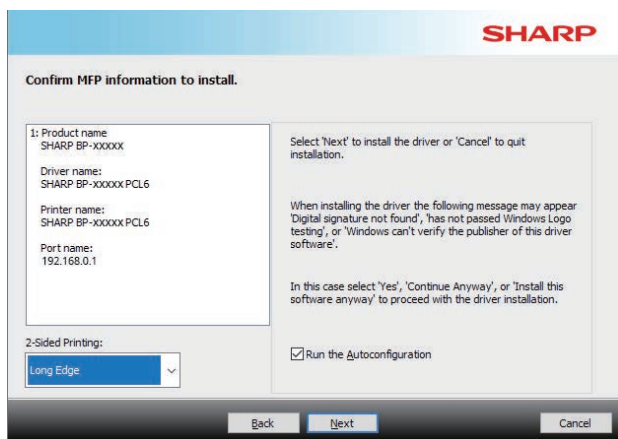 SHARP
Confirm MFP information to install.
1: Product name
SHARP BP-xxxxx
Driver name:
SHARP BP-xxxxx PCL6
Printer name:
SHARP BP-xxxxx PCL6
Port name:
192.168.0.1
2-Sided Printing:
Long Edge
Select 'Next' to install the driver or 'Cancel' to quit
installation.
When installing the driver the following message may appear
'Digital signature not found', 'has not passed Windows Logo
testing', or 'Windows can't verify the publisher of this driver
software'.
In this case select 'Yes', 'Continue Anyway', or 'Install this
software anyway' to proceed with the driver installation.
Run the Autoconfiguration
Back
Next
Cancel